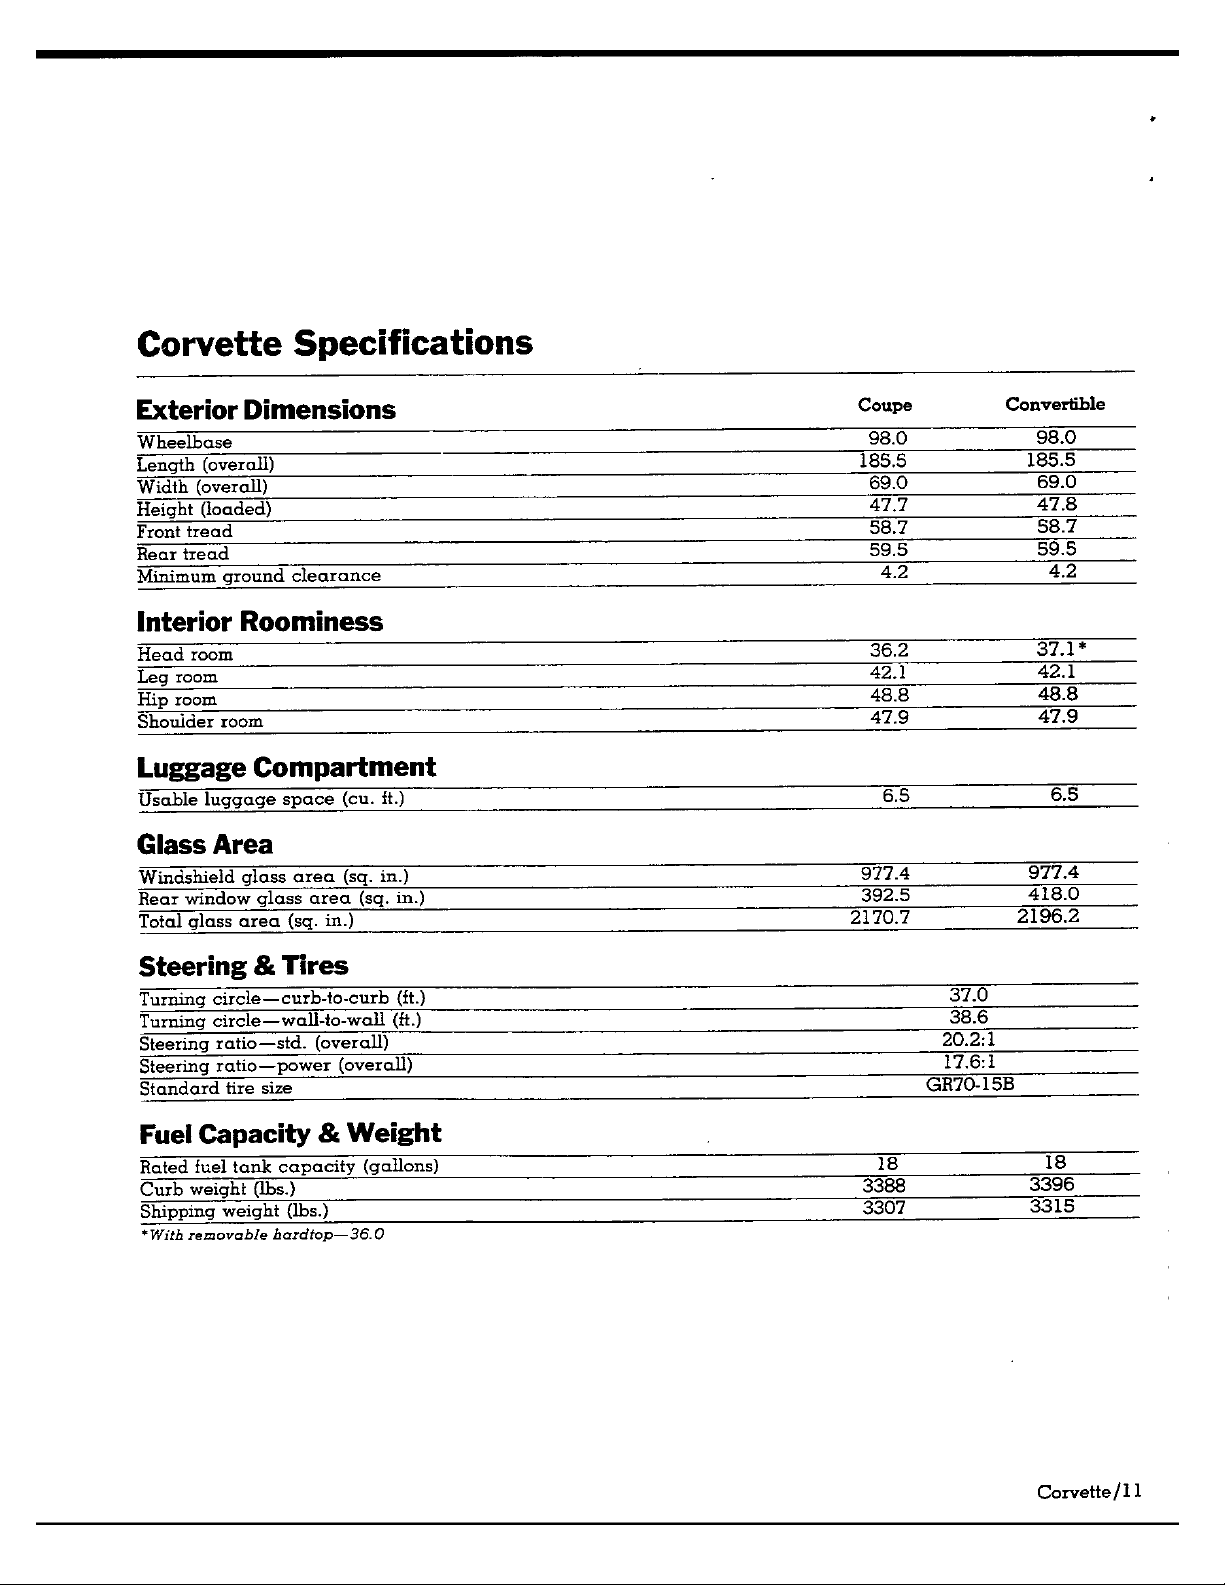 Corvette Specifications
Exterior Dimensions Coupe Convertible
Wheelbase 98.0 98.0
Length (overall) 185.5 185.5
Width (overall) 69.0 69.0
Height (loaded) 47.7 47.8
Front tread 58.7 58.7
Rear tread 59.5 59.5
Minimum ground clearance 4.2 4.2
Interior Roominess
Head room 36.2 37.1*
Leg room 42.1 42.1
Hip room 48.8 48.8
Shoulder room 47.9 47.9
Luggage Compartment
Usable luggage space (cu. ft.) 6.5 6.5
Glass Area
Windshield glass area (sq. in.) 977.4 977.4
Rear window glass area (sq. in.) 392.5 418.0
Total glass area (sq. in.) 2170.7 2196.2
Steering & Tires
Turning circle—curb-to-curb (ft.) 37.0
Turning circle—wall-to-wall (ft.) 38.6
Steering ratio—std. (overall) 20.2:1
Steering ratio—power (overall) 17.6:1
Standard tire size GR70-15B
Fuel Capacity & Weight
Rated fuel tank capacity (gallons) 18 18
Curb weight (lbs.) 3388 3396
Shipping weight (lbs.) 3307 3315
*With removable hardtop—36.0
Corvette/11